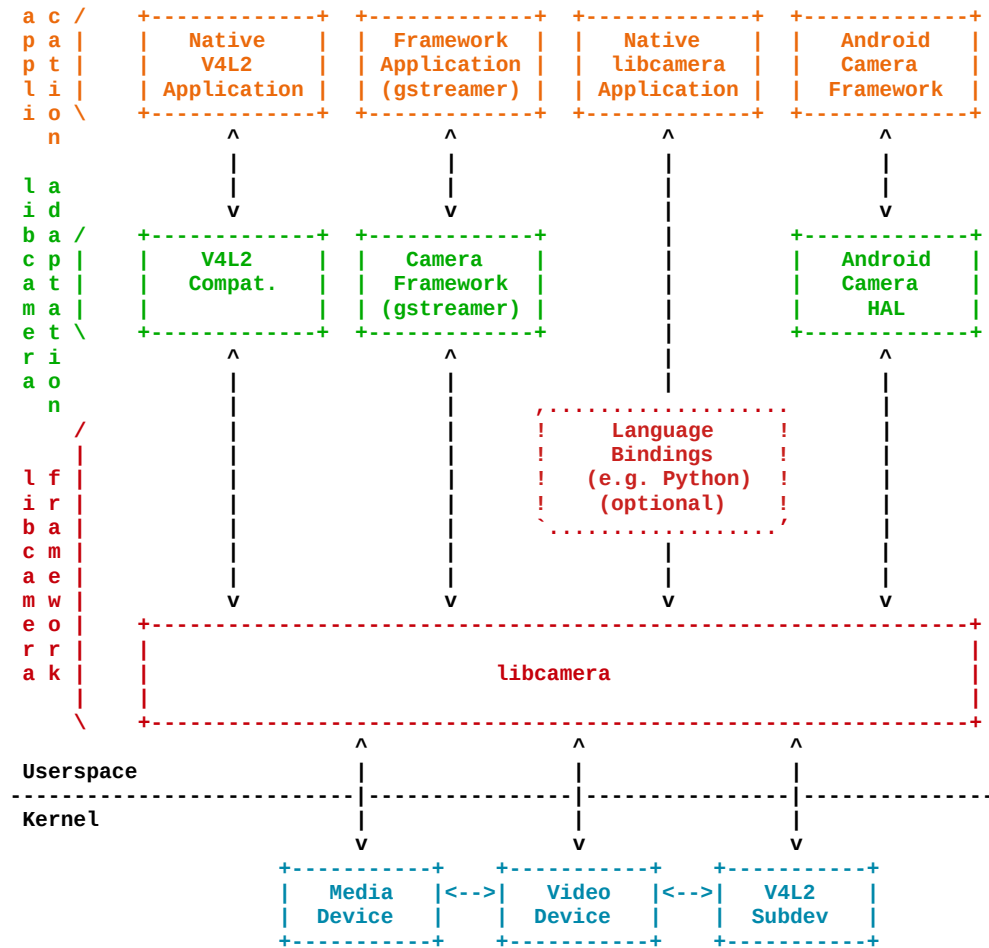 application
Native V4L2 Application
Framework Application (gstreamer)
Native libcamera Application
Android Camera Framework
libcamera adaptation
V4L2 Compat.
Camera Framework (gstreamer)
Android Camera HAL
libcamera framework
Language Bindings (e.g. Python) (optional)
libcamera
Userspace
Kernel
Media Device
Video Device
V4L2 Subdev